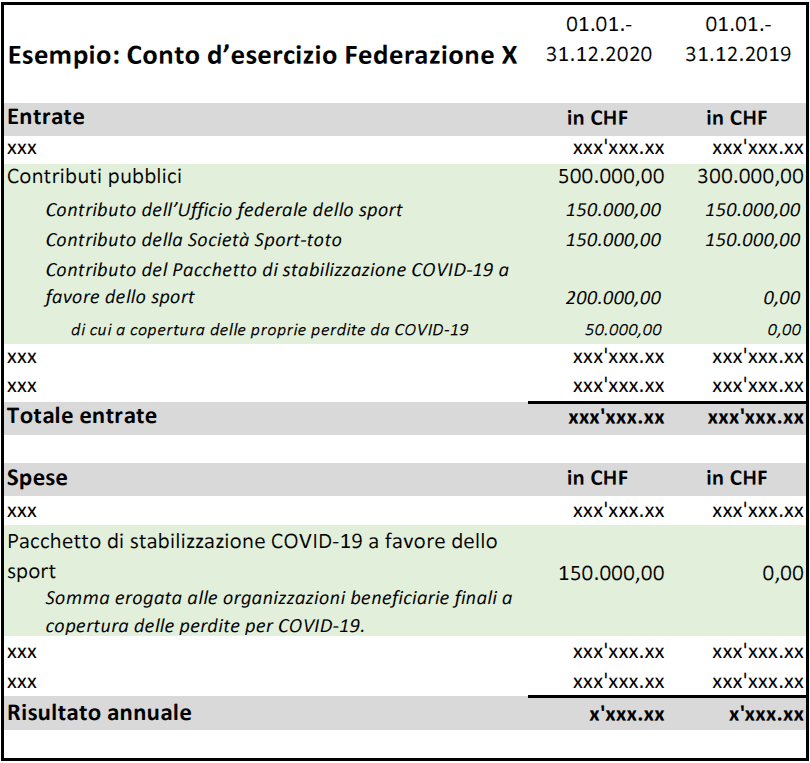 01.01.- 01.01.-
Esempio: Conto d’esercizio Federazione X 31.12.2020 31.12.2019
Entrate in CHF in CHF
xxx xxx'xxx.xx xxx'xxx.xx
Contributi pubblici 500.000,00 300.000,00
Contributo dell’Ufficio federale dello sport 150.000,00 150.000,00
Contributo della Società Sport-toto 150.000,00 150.000,00
Contributo del Pacchetto di stabilizzazione COVID-19 a
favore dello sport 200.000,00 0,00
di cui a copertura delle proprie perdite da COVID-19 50.000,00 0,00
xxx xxx'xxx.xx xxx'xxx.xx
xxx xxx'xxx.xx xxx'xxx.xx
Totale entrate xxx'xxx.xx xxx'xxx.xx
Spese in CHF in CHF
xxx xxx'xxx.xx xxx'xxx.xx
Pacchetto di stabilizzazione COVID-19 a favore dello
sport 150.000,00 0,00
Somma erogata alle organizzazioni beneficiarie finali a
copertura delle perdite per COVID-19.
xxx xxx'xxx.xx xxx'xxx.xx
xxx xxx'xxx.xx xxx'xxx.xx
Risultato annuale x'xxx.xx x'xxx.xx